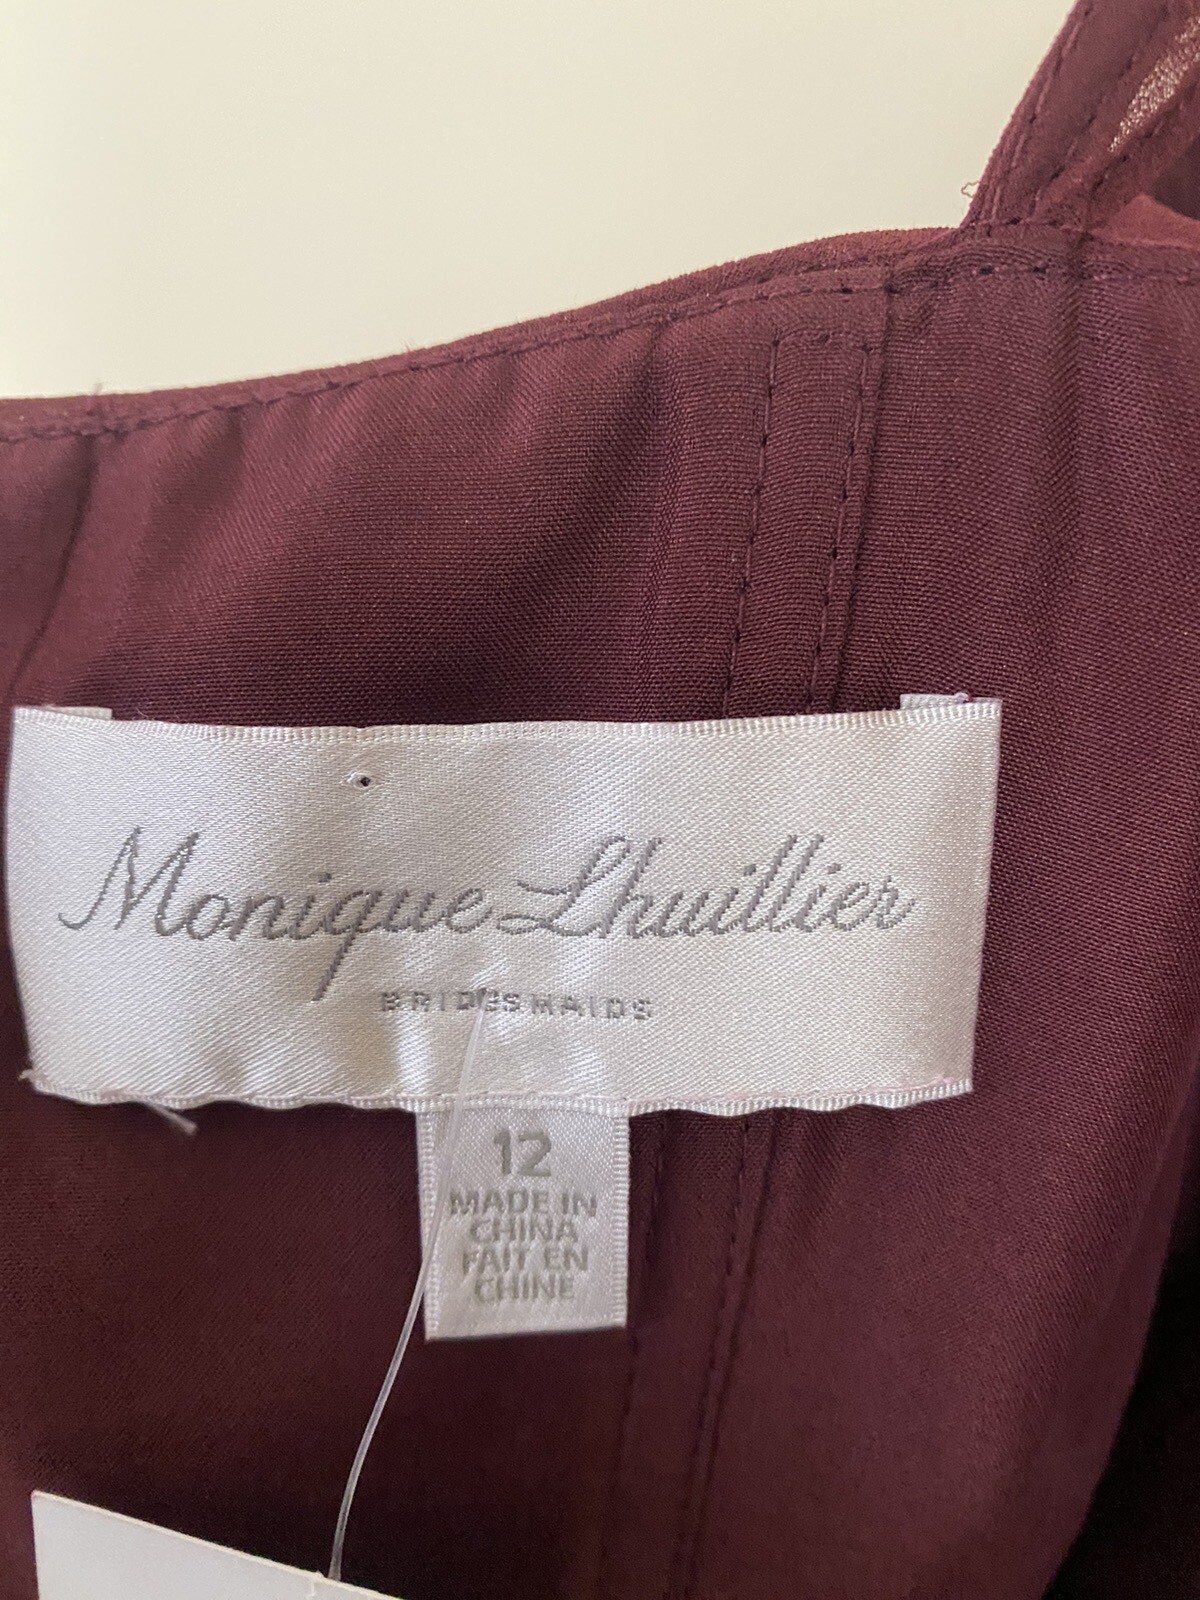 Monique Lhuillier
BRIDESMAIDS
12
MADE IN
CHINA
FAIT EN
CHINE